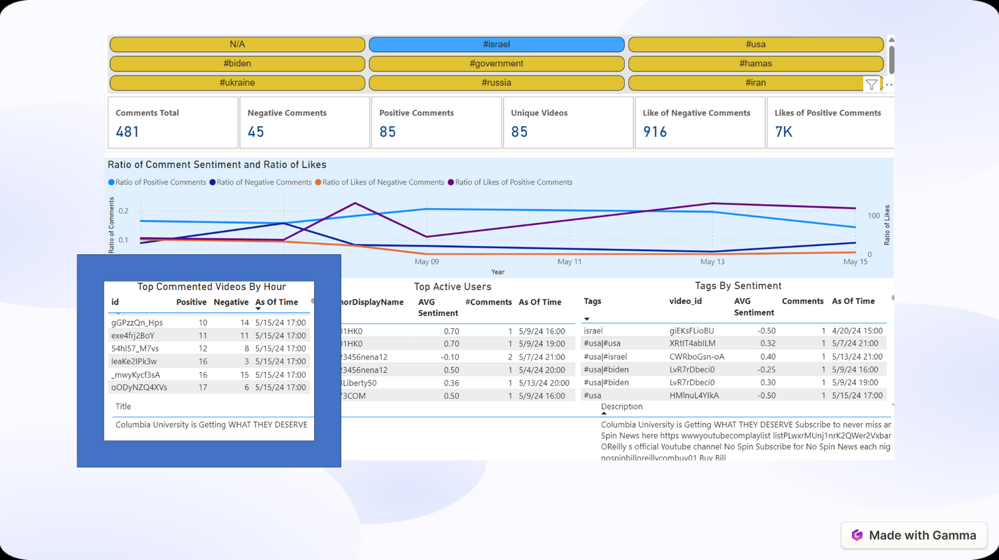 N/A #israel #usa
#biden #government #hamas
#ukraine #russia #iran
Comments Total Negative Comments Positive Comments Unique Videos Like of Negative Comments Likes of Positive Comments
481 45 85 85 916 7K
Ratio of Comment Sentiment and Ratio of Likes
Ratio of Positive Comments Ratio of Negative Comments Ratio of Likes of Negative Comments Ratio of Likes of Positive Comments
Ratio of Comments
0.2
0.1
100
0
Ratio of Likes
May 09 May 11 May 13 May 15
Year
Top Commented Videos By Hour
id Positive Negative As Of Time
gGPzzQn_Hps 10 14 5/15/24 17:00
exe4frj2BoY 11 11 5/15/24 17:00
54hl57_M7vs 12 8 5/15/24 17:00
leaKe2IPk3w 16 3 5/15/24 17:00
_mwyKycf3sA 16 15 5/15/24 17:00
oODyNZQ4XVs 17 6 5/15/24 17:00
Title
Columbia University is Getting WHAT THEY DESERVE
Top Active Users
horDisplayName AVG Sentiment #Comments As Of Time
01HK0 0.70 1 5/9/24 16:00
01HK0 0.70 1 5/9/24 19:00
23456nena12 -0.10 2 5/7/24 21:00
23456nena12 0.50 1 5/4/24 20:00
Liberty50 0.36 1 5/13/24 20:00
73COM 0.50 1 5/9/24 16:00
Tags By Sentiment
Tags video_id AVG Sentiment Comments As Of Time
israel giEKsFLioBU -0.50 1 4/20/24 15:00
#usa|#usa XRtIT4abILM 0.32 1 5/7/24 21:00
#usa|#israel CWRboGsn-oA 0.40 1 5/13/24 21:00
#usa|#biden LvR7rDbeci0 -0.25 1 5/9/24 16:00
#usa|#biden LvR7rDbeci0 0.30 1 5/9/24 19:00
#usa HMlnuL4YIkA -0.50 1 5/15/24 17:00
Description
Columbia University is Getting WHAT THEY DESERVE Subscribe to never miss ar
Spin News here https wwwyoutubecomplaylist listPLwxrMUnj1nrK2QWer2Vxbar
OReilly s official Youtube channel No Spin Subscribe for No Spin News each nig
nospinbilloreillycombuy01 Buy Bill
Made with Gamma